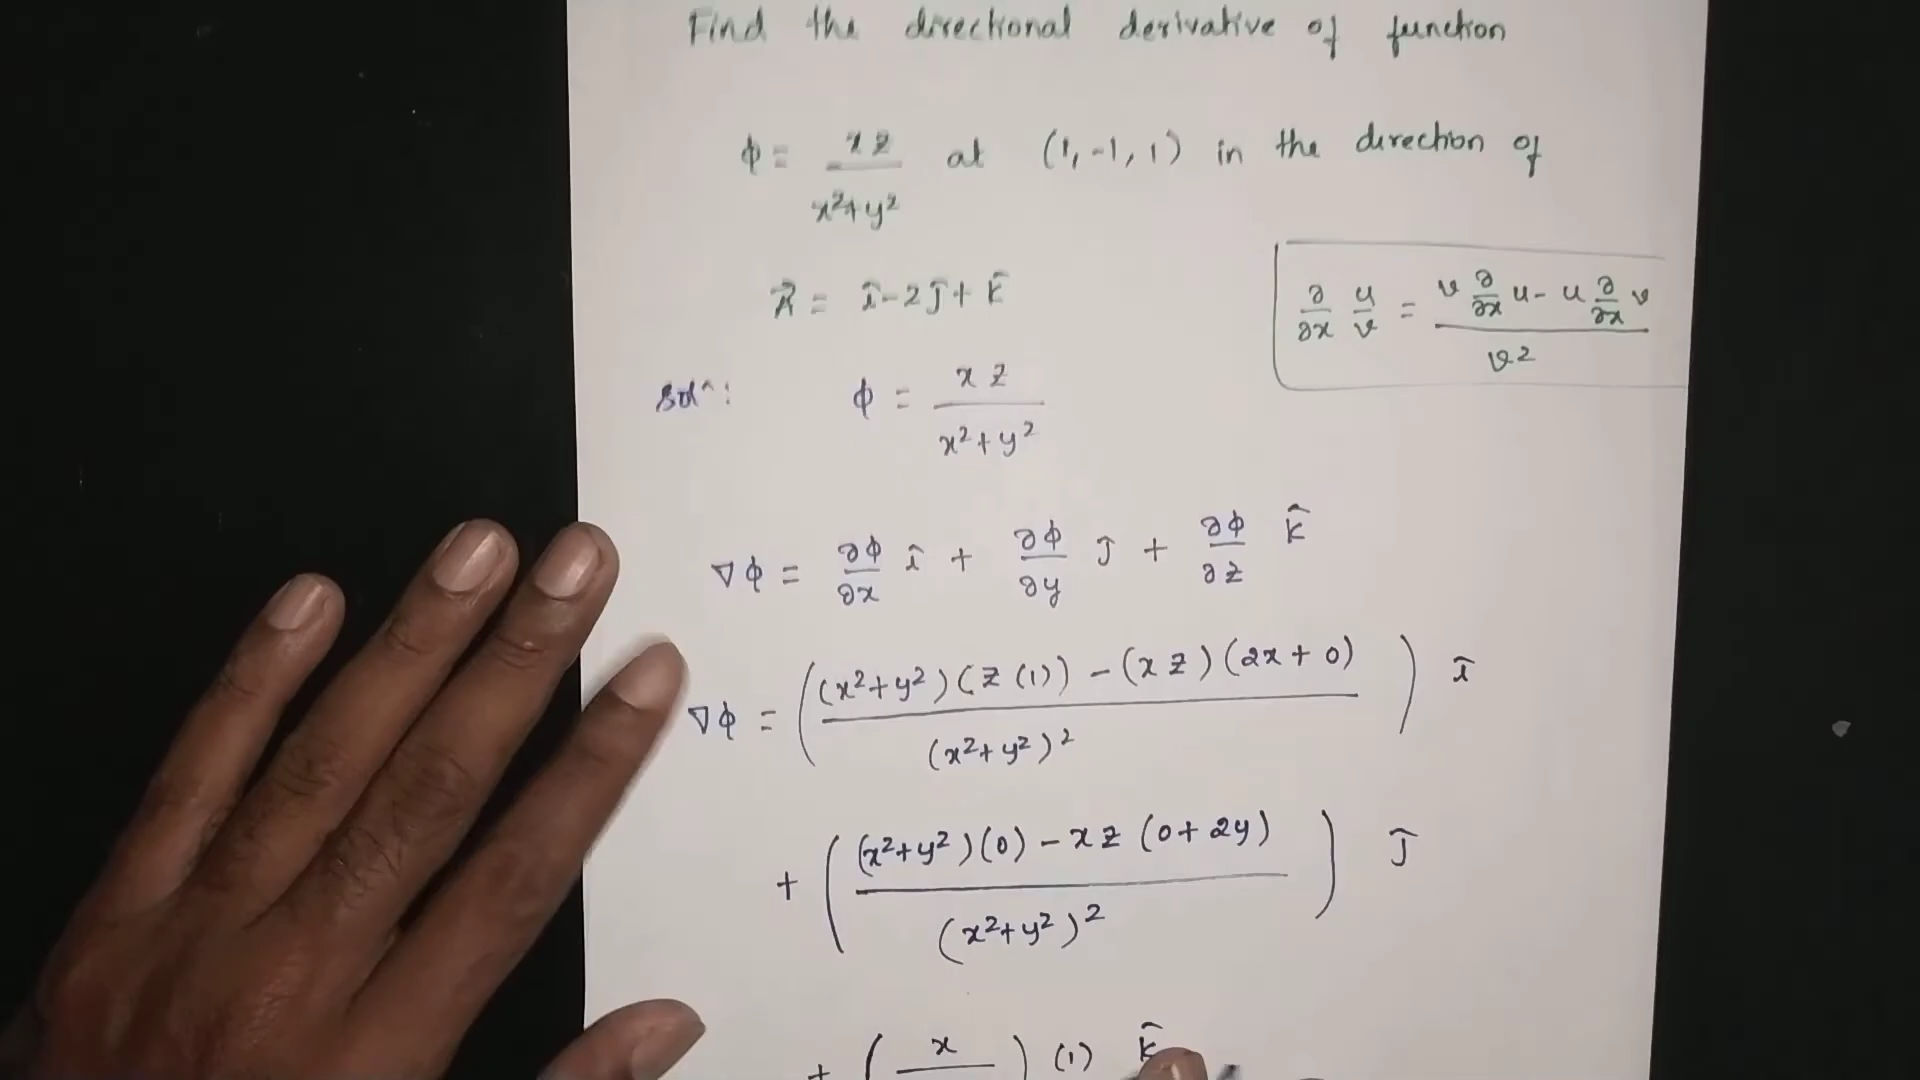 Find the directional derivative of function
ϕ = xz / x²+y² at (1, -1, 1) in the direction of
A⃗ = î - 2ĵ + k̂
∂/∂x u/v = v ∂/∂x u - u ∂/∂x v / v²
solⁿ: ϕ = xz / x²+y²
∇ϕ = ∂ϕ/∂x î + ∂ϕ/∂y ĵ + ∂ϕ/∂z k̂
∇ϕ = ( (x²+y²)(z(1)) - (xz)(2x+0) / (x²+y²)² ) î
+ ( (x²+y²)(0) - xz(0+2y) / (x²+y²)² ) ĵ
+ ( x / ) (1) k̂